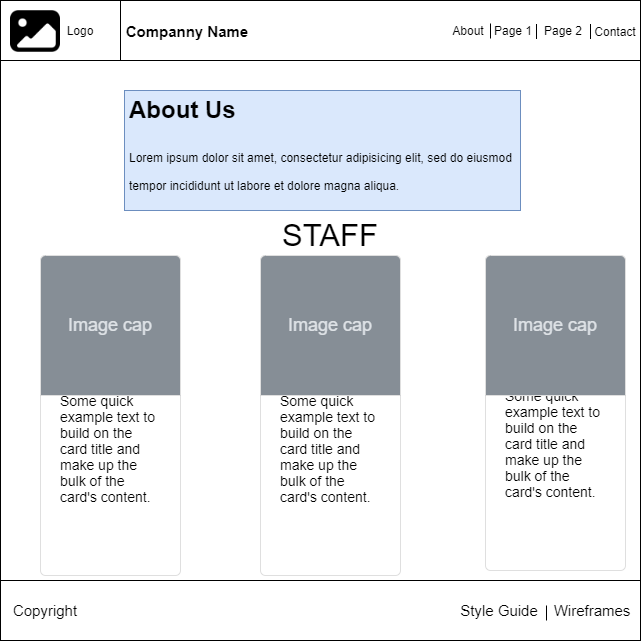 Logo
Companny Name
About | Page 1 | Page 2 | Contact
About Us
Lorem ipsum dolor sit amet, consectetur adipisicing elit, sed do eiusmod
tempor incididunt ut labore et dolore magna aliqua.
STAFF
Image cap
Some quick
example text to
build on the
card title and
make up the
bulk of the
card's content.
Image cap
Some quick
example text to
build on the
card title and
make up the
bulk of the
card's content.
Image cap
Some quick
example text to
build on the
card title and
make up the
bulk of the
card's content.
Copyright
Style Guide | Wireframes